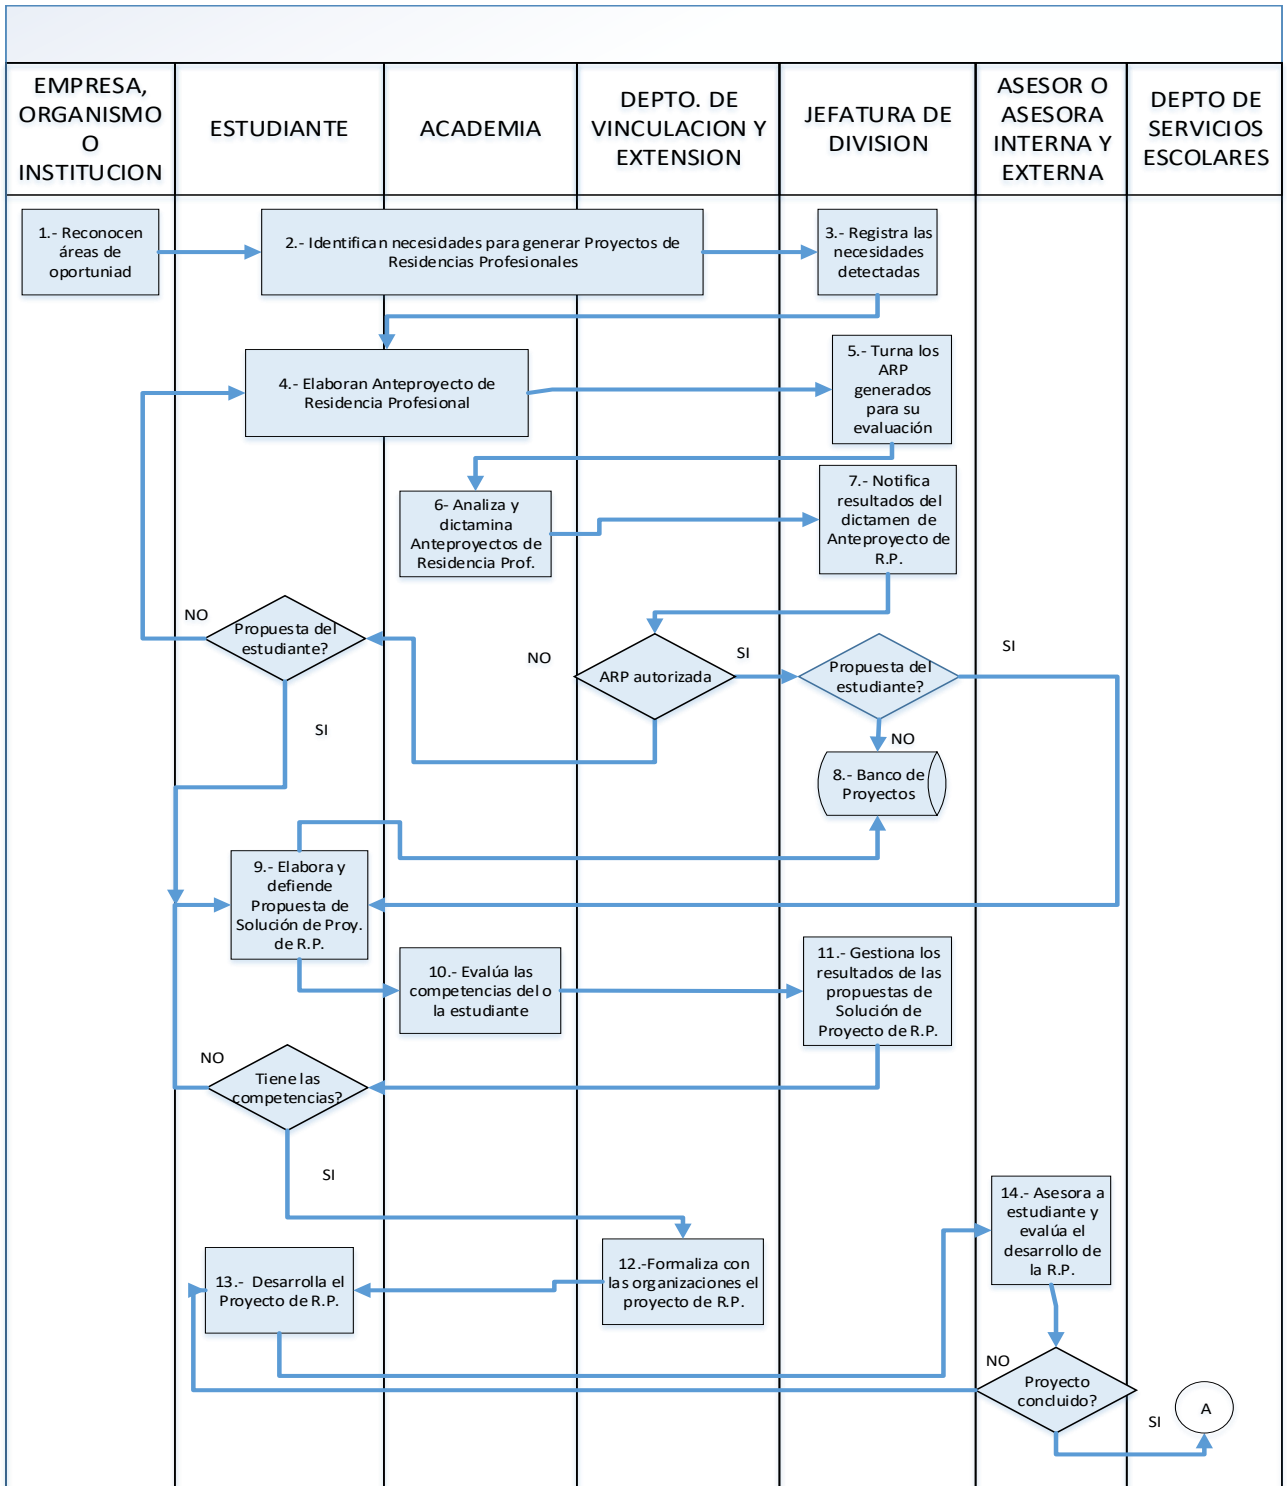 EMPRESA,
ORGANISMO
O
INSTITUCION
ESTUDIANTE
ACADEMIA
DEPTO. DE
VINCULACION Y
EXTENSION
JEFATURA DE
DIVISION
ASESOR O
ASESORA
INTERNA Y
EXTERNA
DEPTO DE
SERVICIOS
ESCOLARES
1.- Reconocen
áreas de
oportuniad
2.- Identifican necesidades para generar Proyectos de
Residencias Profesionales
3.- Registra las
necesidades
detectadas
4.- Elaboran Anteproyecto de
Residencia Profesional
5.- Turna los
ARP
generados
para su
evaluación
6- Analiza y
dictamina
Anteproyectos de
Residencia Prof.
7.- Notifica
resultados del
dictamen de
Anteproyecto de
R.P.
NO
Propuesta del
estudiante?
SI
NO
ARP autorizada
SI
Propuesta del
estudiante?
SI
NO
8.- Banco de
Proyectos
9.- Elabora y
defiende
Propuesta de
Solución de Proy.
de R.P.
10.- Evalúa las
competencias del o
la estudiante
11.- Gestiona los
resultados de las
propuestas de
Solución de
Proyecto de R.P.
NO
Tiene las
competencias?
SI
12.-Formaliza con
las organizaciones el
proyecto de R.P.
13.- Desarrolla el
Proyecto de R.P.
14.- Asesora a
estudiante y
evalúa el
desarrollo de
la R.P.
NO
Proyecto
concluido?
SI
A